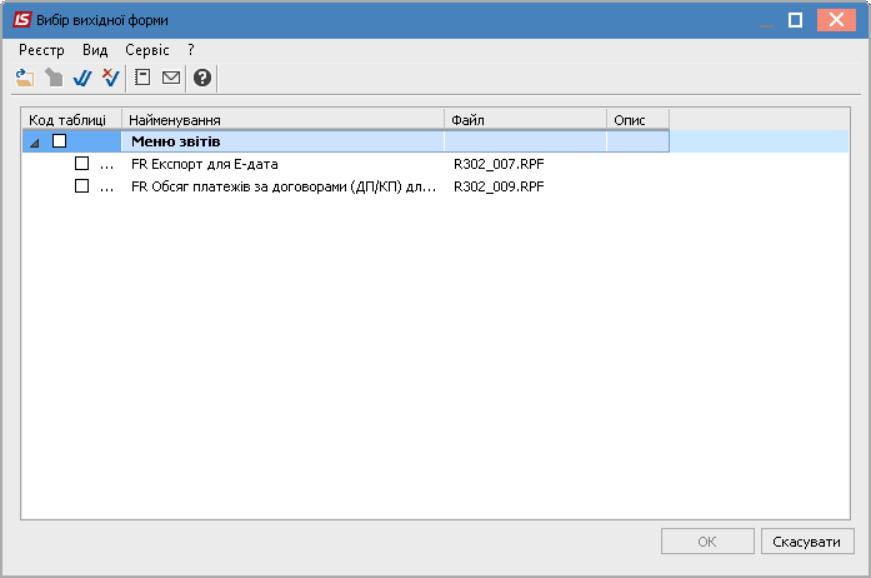 IS Вибір вихідної форми
Реєстр Вид Сервіс ?
Код таблиці Найменування Файл Опис
Меню звітів
... FR Експорт для Е-дата R302_007.RPF
... FR Обсяг платежів за договорами (ДП/КП) дл... R302_009.RPF
ОК Скасувати